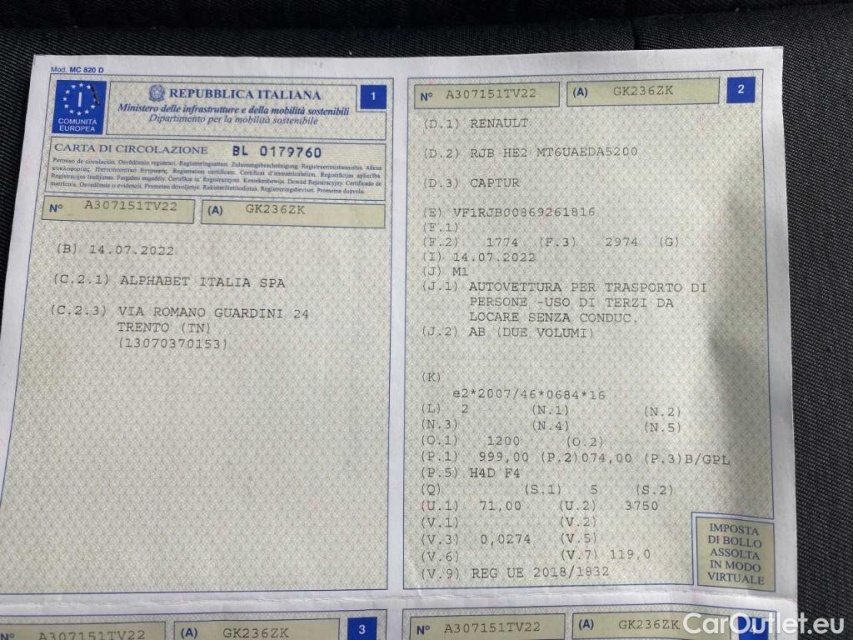 Mod. MC 820 D
I
COMUNITÀ
EUROPEA
REPUBBLICA ITALIANA
Ministero delle infrastrutture e della mobilità sostenibili
Dipartimento per la mobilità sostenibile
1
CARTA DI CIRCOLAZIONE BL 0179760
N° A307151TV22 (A) GK236ZK
(B) 14.07.2022
(C.2.1) ALPHABET ITALIA SPA
(C.2.3) VIA ROMANO GUARDINI 24
TRENTO (TN)
(13070370153)
N° A307151TV22 (A) GK236ZK 2
(D.1) RENAULT
(D.2) RJB HE2 MT6UAEDA5200
(D.3) CAPTUR
(E) VF1RJB00869261816
(F.1)
(F.2) 1774 (F.3) 2974 (G)
(I) 14.07.2022
(J) M1
(J.1) AUTOVETTURA PER TRASPORTO DI
PERSONE -USO DI TERZI DA
LOCARE SENZA CONDUC.
(J.2) AB (DUE VOLUMI)
(K)
e2*2007/46*0684*16
(L) 2 (N.1) (N.2)
(N.3) (N.4) (N.5)
(O.1) 1200 (O.2)
(P.1) 999,00 (P.2)074,00 (P.3)B/GPL
(P.5) H4D F4
(Q) (S.1) 5 (S.2)
(U.1) 71,00 (U.2) 3750
(V.1) (V.2)
(V.3) 0,0274 (V.5)
(V.6) (V.7) 119,0
(V.9) REG UE 2018/1832
IMPOSTA
DI BOLLO
ASSOLTA
IN MODO
VIRTUALE
N° A307151TV22 (A) GK236ZK 3
N° A307151TV22 (A) GK236ZK
CarOutlet.eu